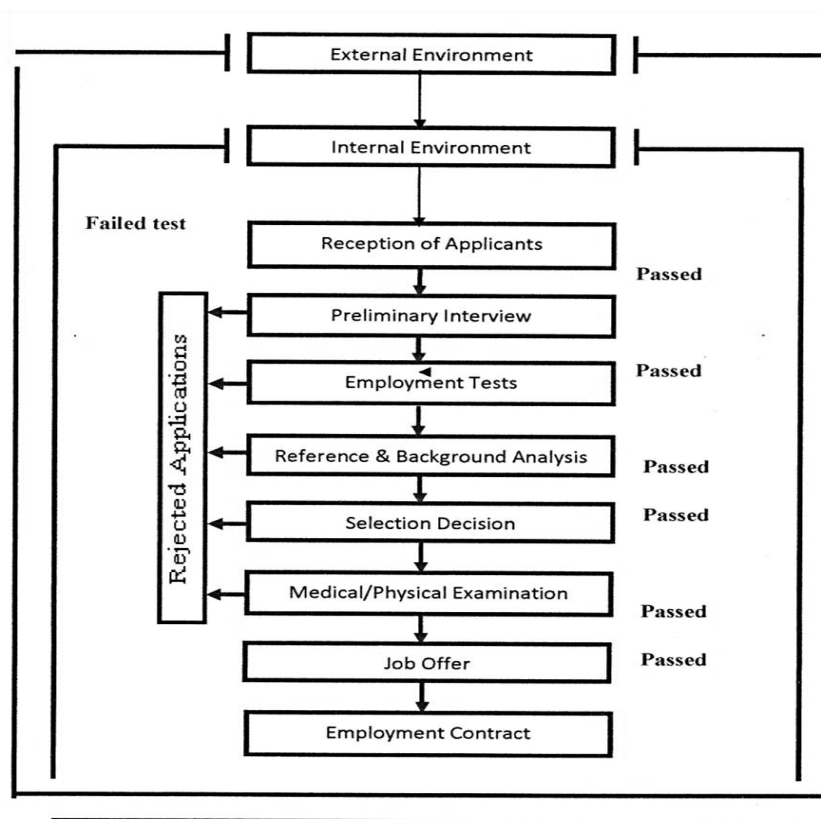 External Environment
Internal Environment
Failed test
Reception of Applicants
Passed
Preliminary Interview
Rejected Applications
Employment Tests
Passed
Reference & Background Analysis
Passed
Selection Decision
Passed
Medical/Physical Examination
Passed
Job Offer
Passed
Employment Contract